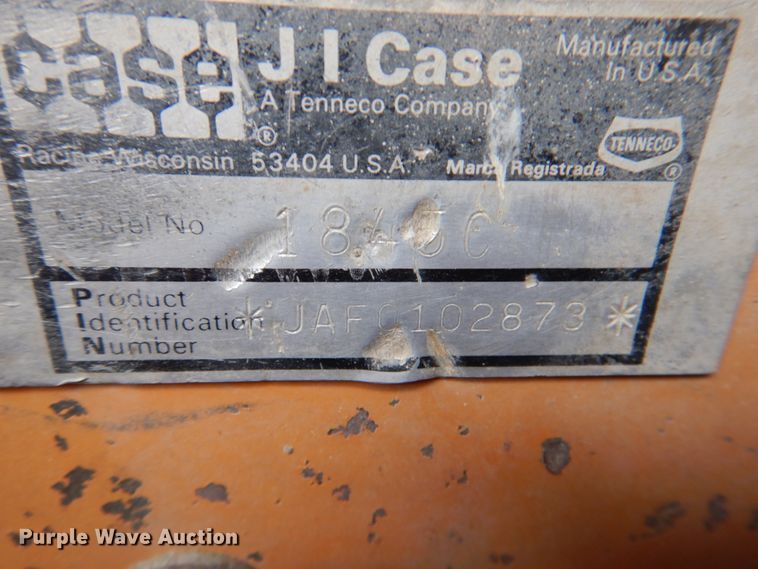 case
J I Case
Manufactured
In U.S.A.
A Tenneco Company
®
Racine Wisconsin 53404 U.S.A. Marca Registrada
TENNECO
®
Model No.
Product
Identification *JAF0102873*
Number
Purple Wave Auction